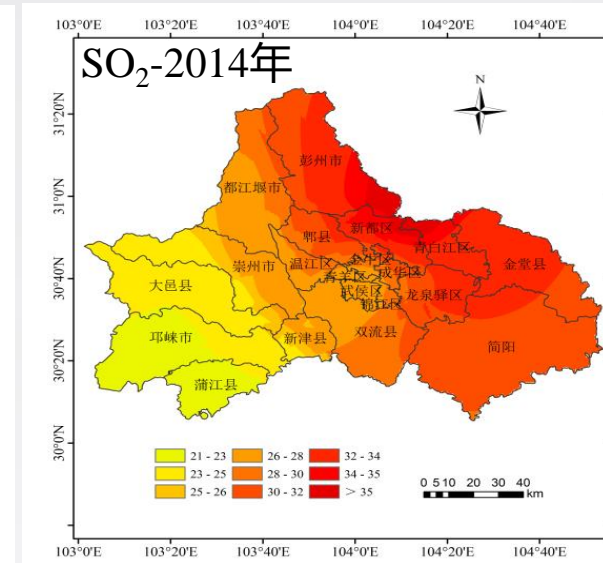 103°0'E 103°20'E 103°40'E 104°0'E 104°20'E 104°40'E
SO₂-2014年
N
31°20'N
31°0'N
30°40'N
30°20'N
30°0'N
彭州市
都江堰市
新都区
郫县
青白江区
金牛区
金堂县
温江区
成华区
崇州市
青羊区
大邑县
武侯区
龙泉驿区
锦江区
双流县
邛崃市
新津县
简阳
蒲江县
21 - 23 26 - 28 32 - 34
23 - 25 28 - 30 34 - 35
25 - 26 30 - 32 > 35
0 5 10 20 30 40
km
103°0'E 103°20'E 103°40'E 104°0'E 104°20'E 104°40'E